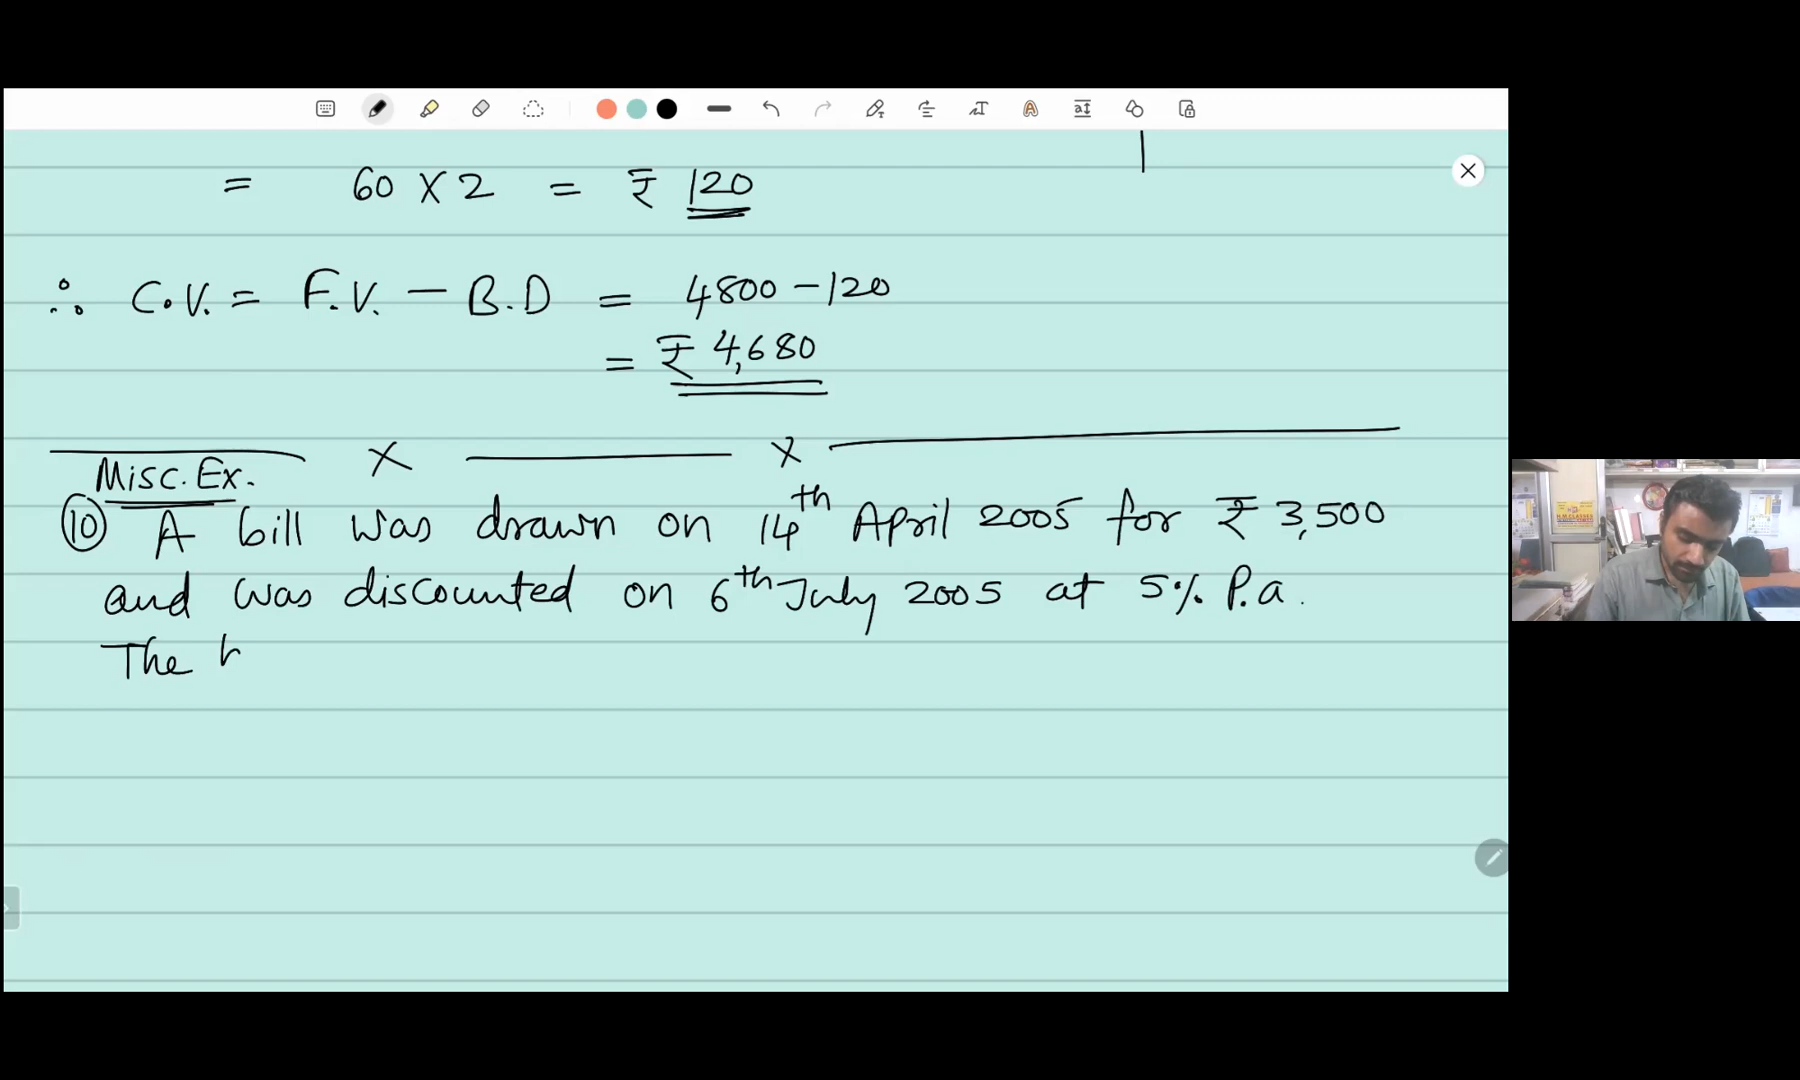 = 60 X 2 = ₹ 120
∴ C.V. = F.V. – B.D = 4800 – 120
= ₹ 4,680
X X
Misc. Ex.
⑩ A bill was drawn on 14th April 2005 for ₹ 3,500
and was discounted on 6th July 2005 at 5% P.a.
The